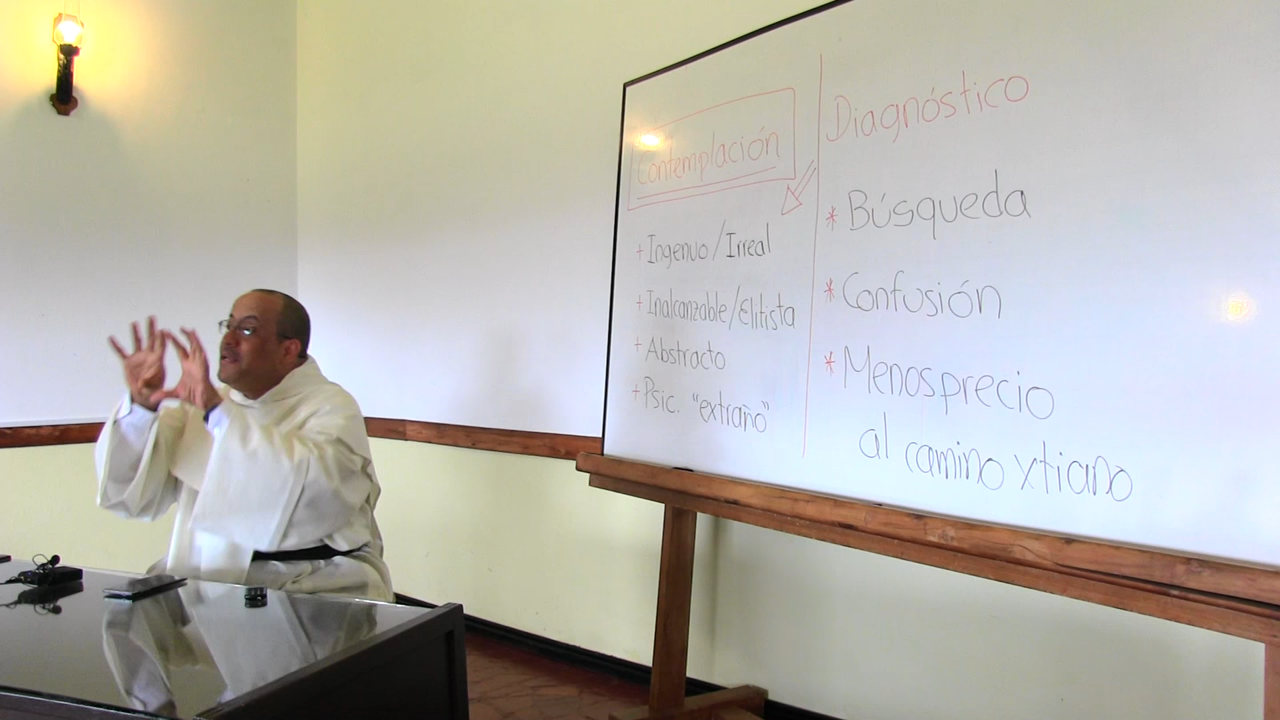 Contemplación
+ Ingenuo/Irreal
+ Inalcanzable/Elitista
+ Abstracto
+ Psic. "extraño"
Diagnóstico
* Búsqueda
* Confusión
* Menosprecio
al camino xtiano